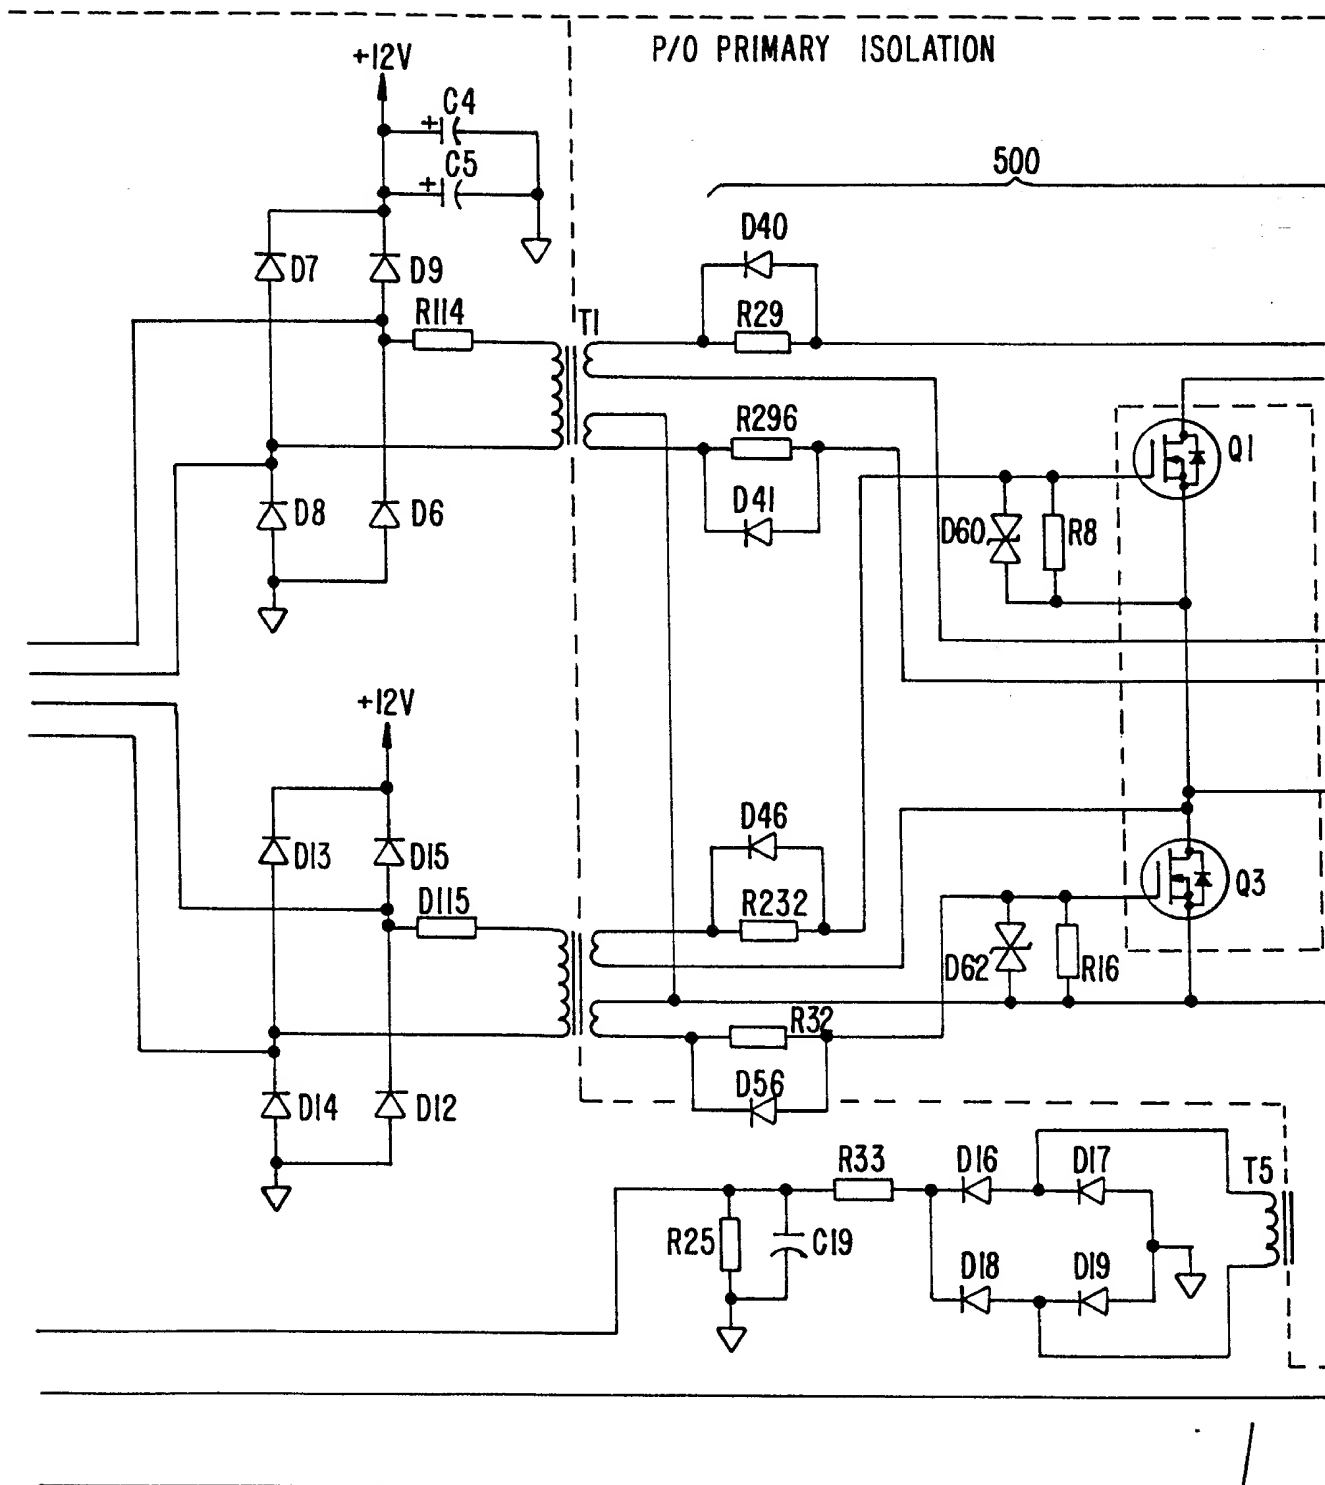 P/O PRIMARY ISOLATION
+12V
C4
+
C5
+
500
D40
D7
D9
R114
T1
R29
R296
Q1
D8
D6
D41
D60
R8
+12V
D46
D13
D15
Q3
D115
R232
D62
R16
R32
D56
D14
D12
R33
D16
D17
T5
R25
C19
D18
D19